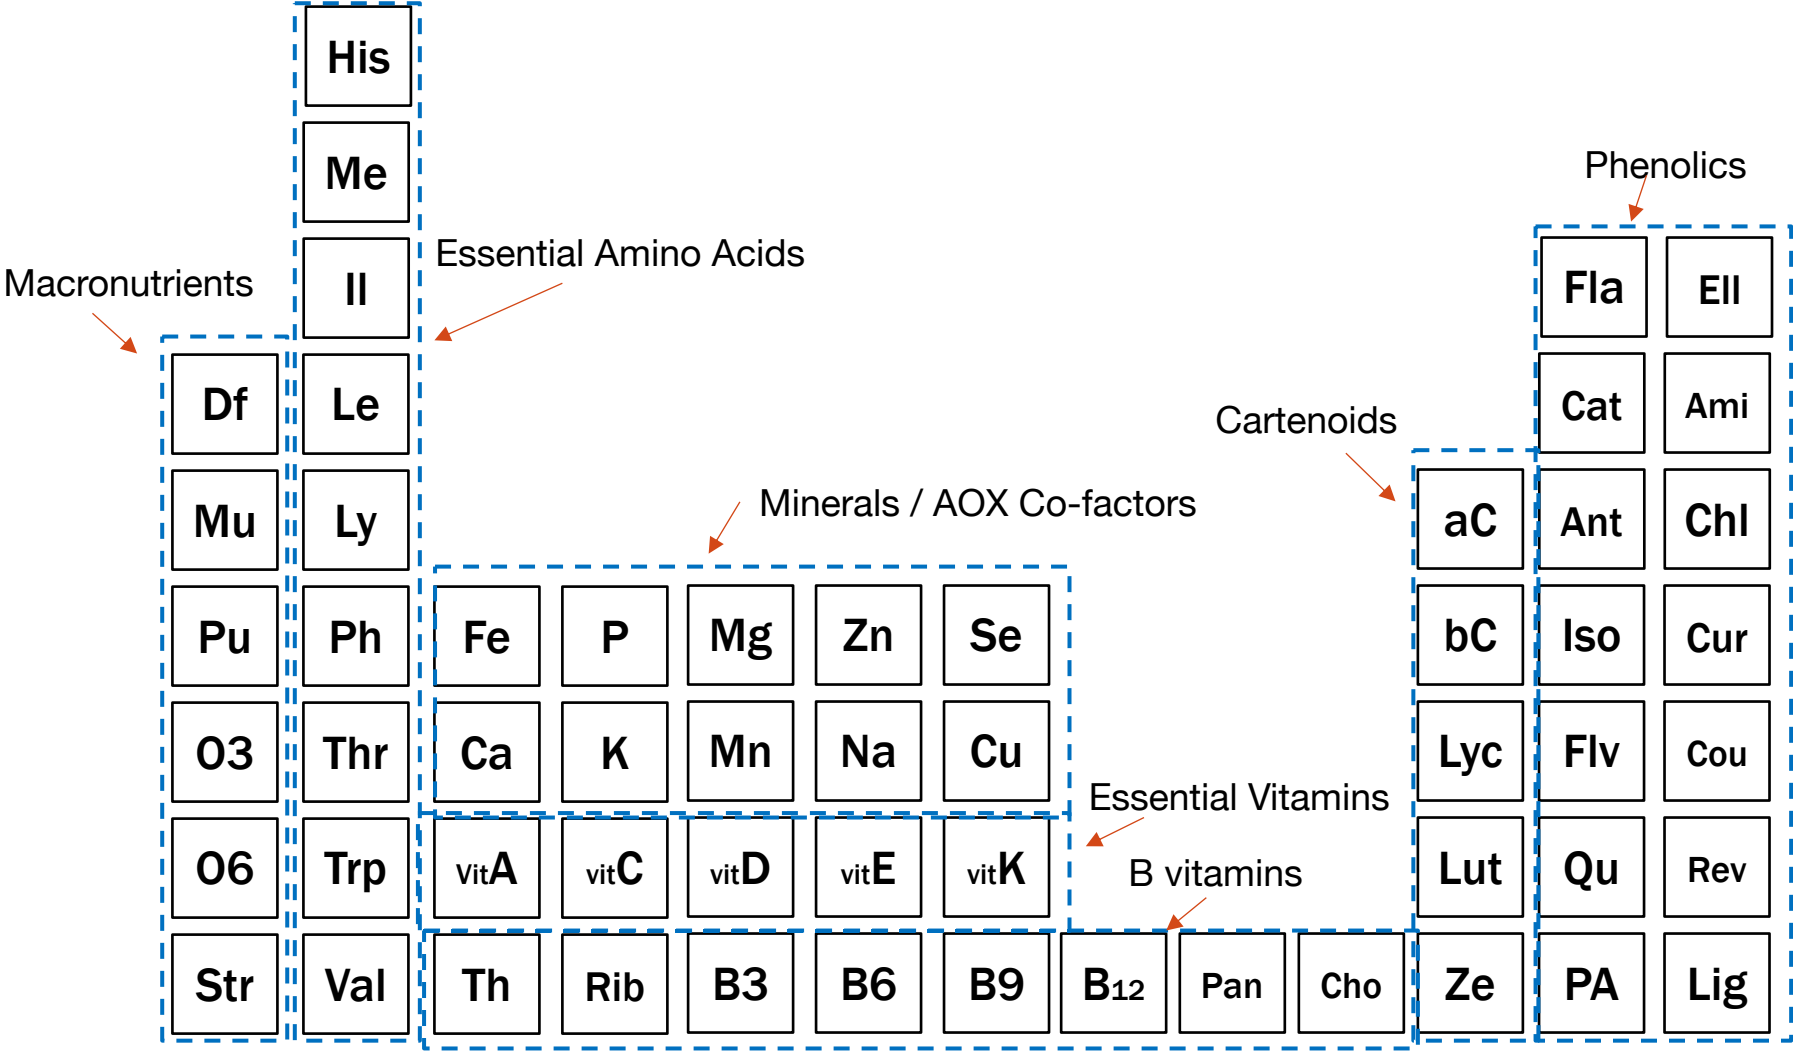 His
Me
Phenolics
Essential Amino Acids
Macronutrients
Il
Fla Ell
Df Le
Cat Ami
Cartenoids
Minerals / AOX Co-factors
Mu Ly
aC Ant Chl
Pu Ph Fe P Mg Zn Se bC Iso Cur
O3 Thr Ca K Mn Na Cu Lyc Flv Cou
Essential Vitamins
O6 Trp vitA vitC vitD vitE vitK Lut Qu Rev
B vitamins
Str Val Th Rib B3 B6 B9 B12 Pan Cho Ze PA Lig